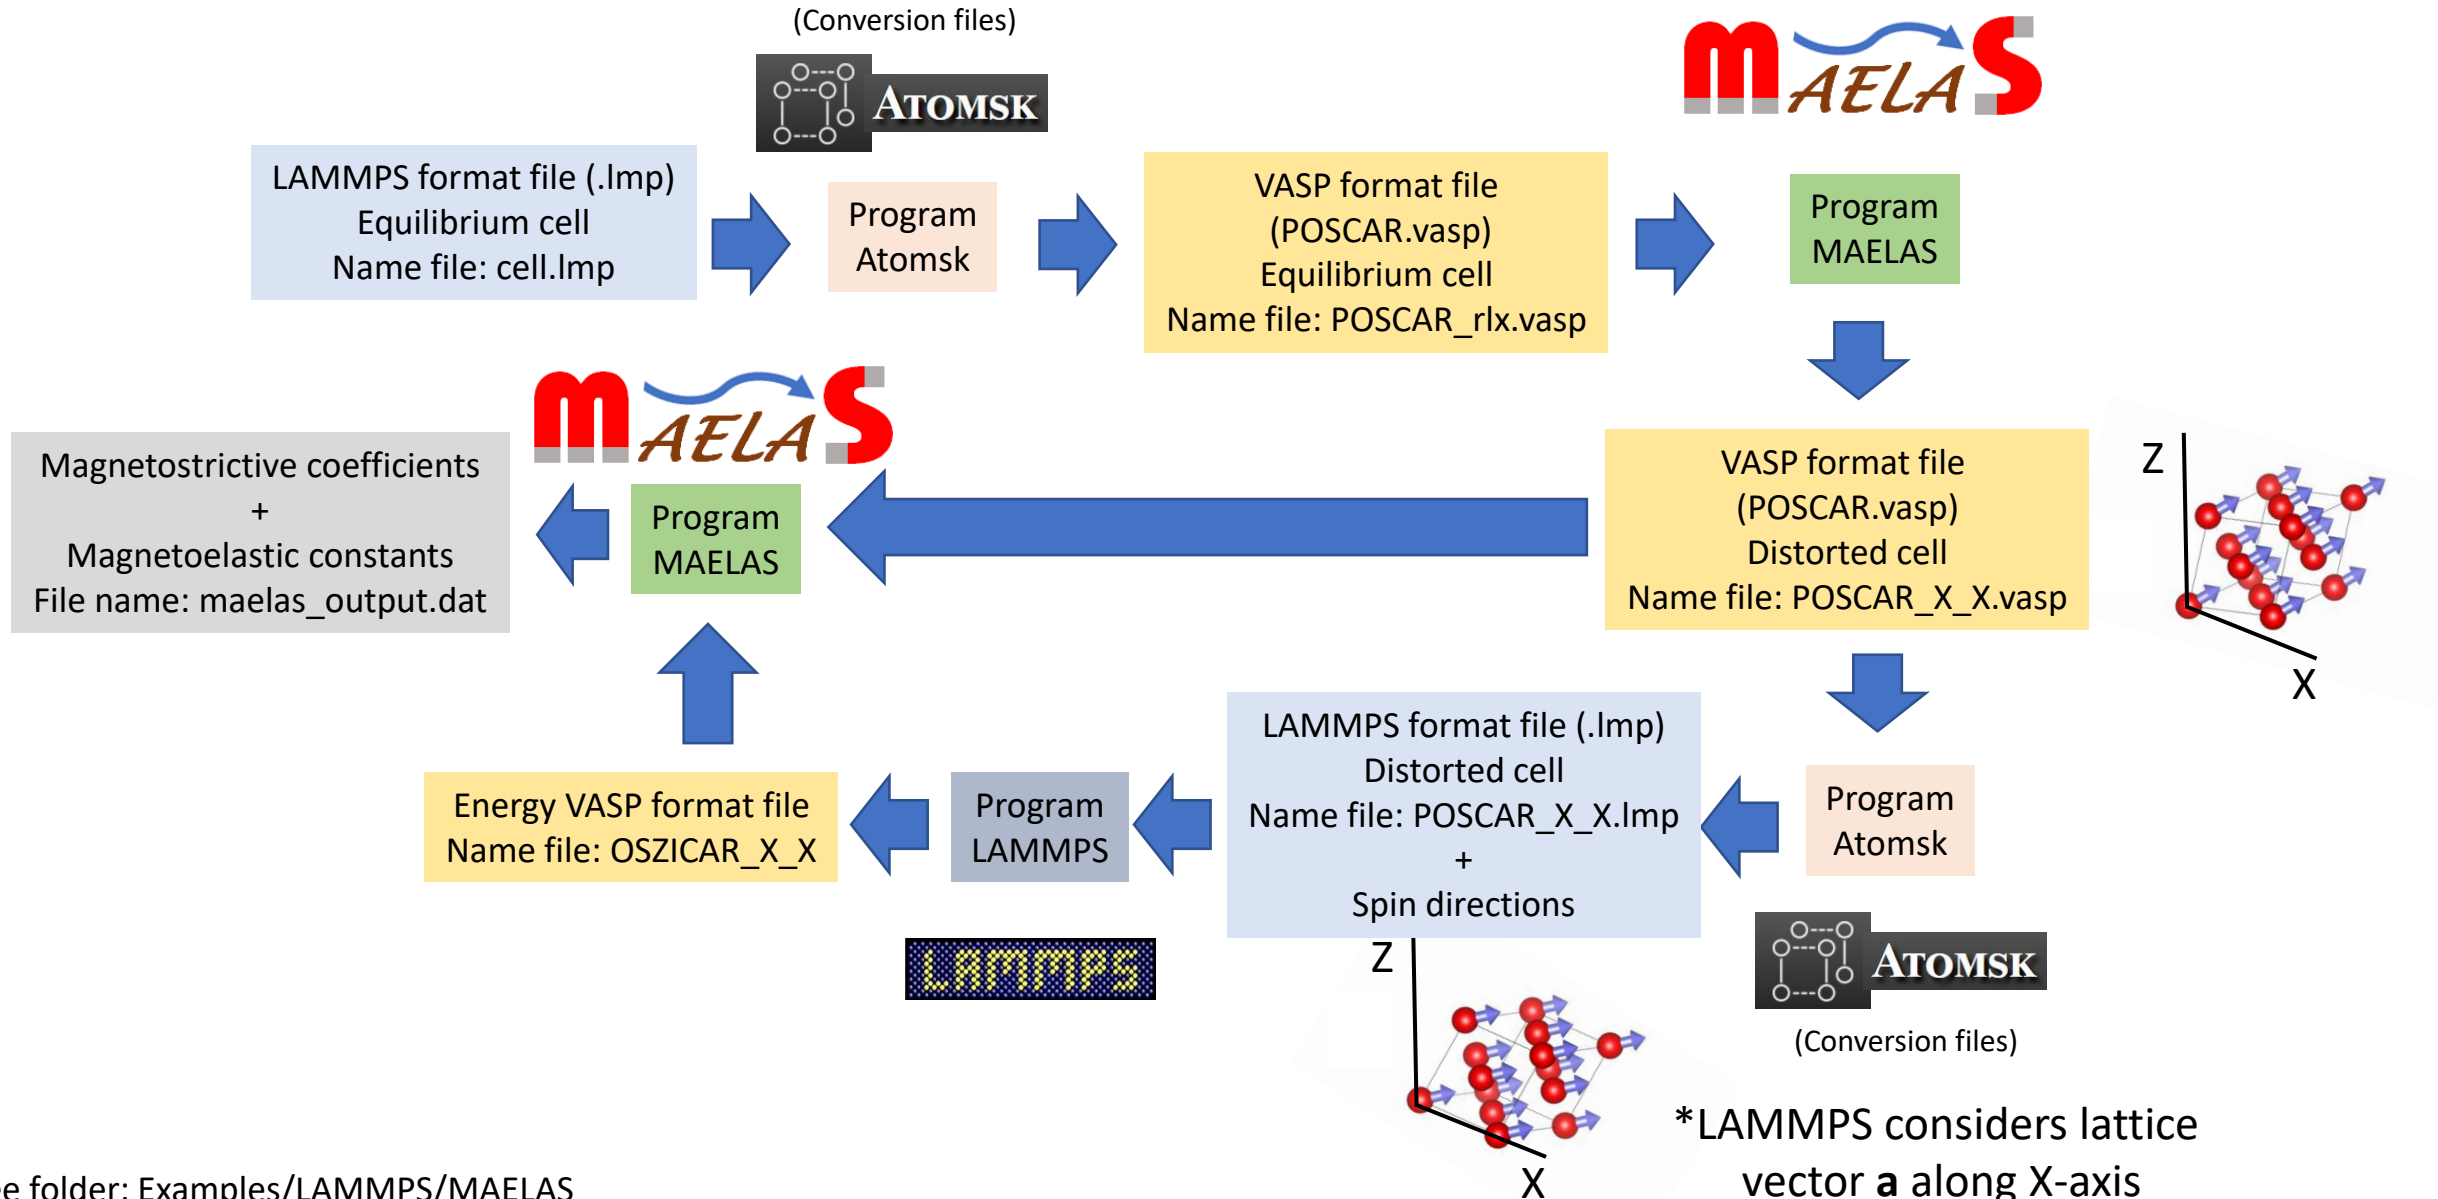 (Conversion files)
ATOMSK
MAELAS
LAMMPS format file (.lmp)
Equilibrium cell
Name file: cell.lmp
Program
Atomsk
VASP format file
(POSCAR.vasp)
Equilibrium cell
Name file: POSCAR_rlx.vasp
Program
MAELAS
MAELAS
Magnetostrictive coefficients
+
Magnetoelastic constants
File name: maelas_output.dat
Program
MAELAS
VASP format file
(POSCAR.vasp)
Distorted cell
Name file: POSCAR_X_X.vasp
Z
X
Energy VASP format file
Name file: OSZICAR_X_X
Program
LAMMPS
LAMMPS
LAMMPS format file (.lmp)
Distorted cell
Name file: POSCAR_X_X.lmp
+
Spin directions
Program
Atomsk
ATOMSK
(Conversion files)
Z
X
*LAMMPS considers lattice
vector a along X-axis
folder: Examples/LAMMPS/MAELAS